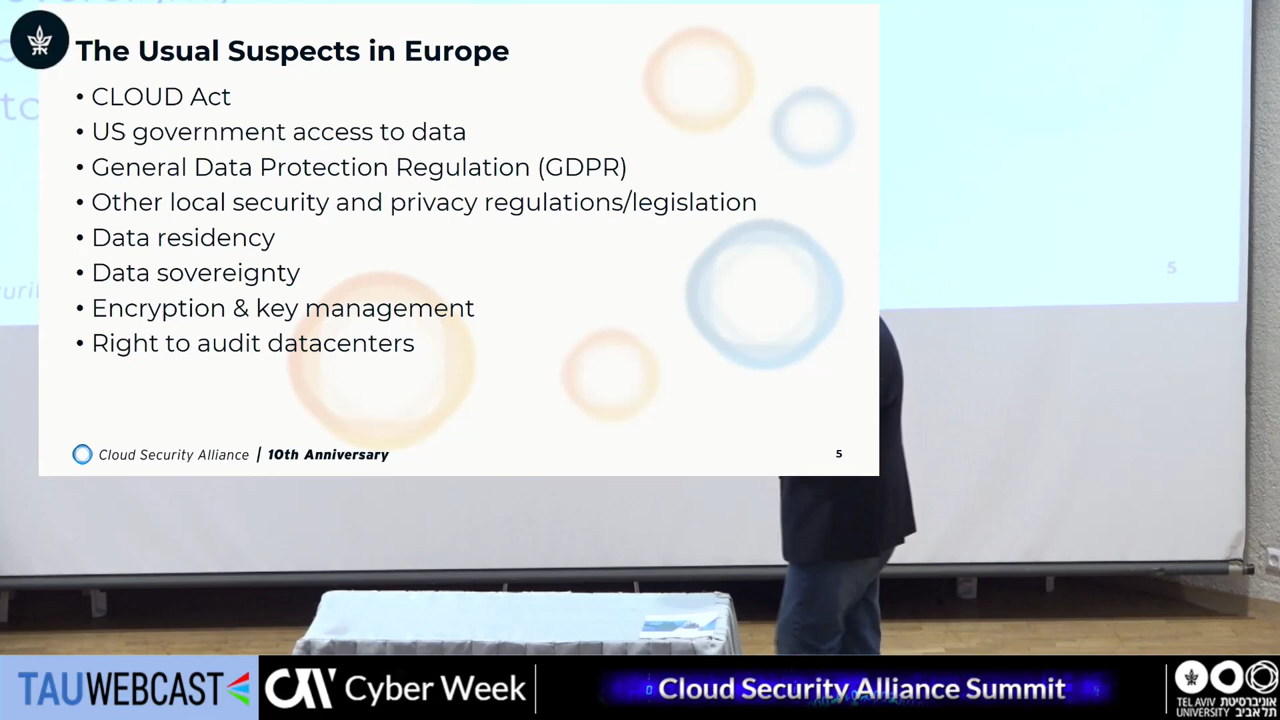 The Usual Suspects in Europe
• CLOUD Act
• US government access to data
• General Data Protection Regulation (GDPR)
• Other local security and privacy regulations/legislation
• Data residency
• Data sovereignty
• Encryption & key management
• Right to audit datacenters
Cloud Security Alliance | 10th Anniversary
5
5
TAUWEBCAST
Cyber Week
Cloud Security Alliance Summit
TEL AVIV אוניברסיטת
UNIVERSITY תל אביב